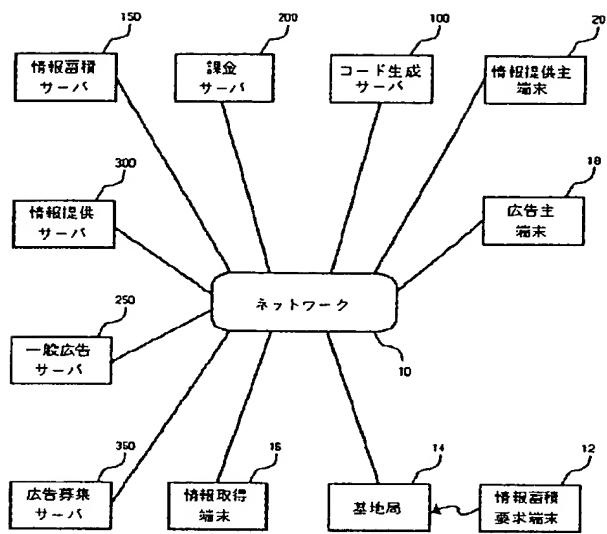 150
200
100
20
情報蓄積
サーバ
課金
サーバ
コード生成
サーバ
情報提供主
端末
300
18
情報提供
サーバ
広告主
端末
ネットワーク
250
10
一般広告
サーバ
350
16
14
12
広告募集
サーバ
情報取得
端末
基地局
情報蓄積
要求端末